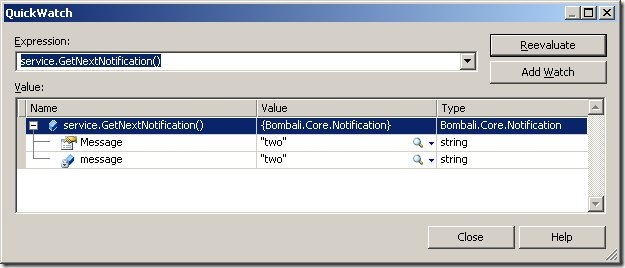 QuickWatch
Expression:
Reevaluate
service.GetNextNotification()
Add Watch
Value:
Name Value Type
service.GetNextNotification() {Bombali.Core.Notification} Bombali.Core.Notification
Message "two" string
message "two" string
Close Help